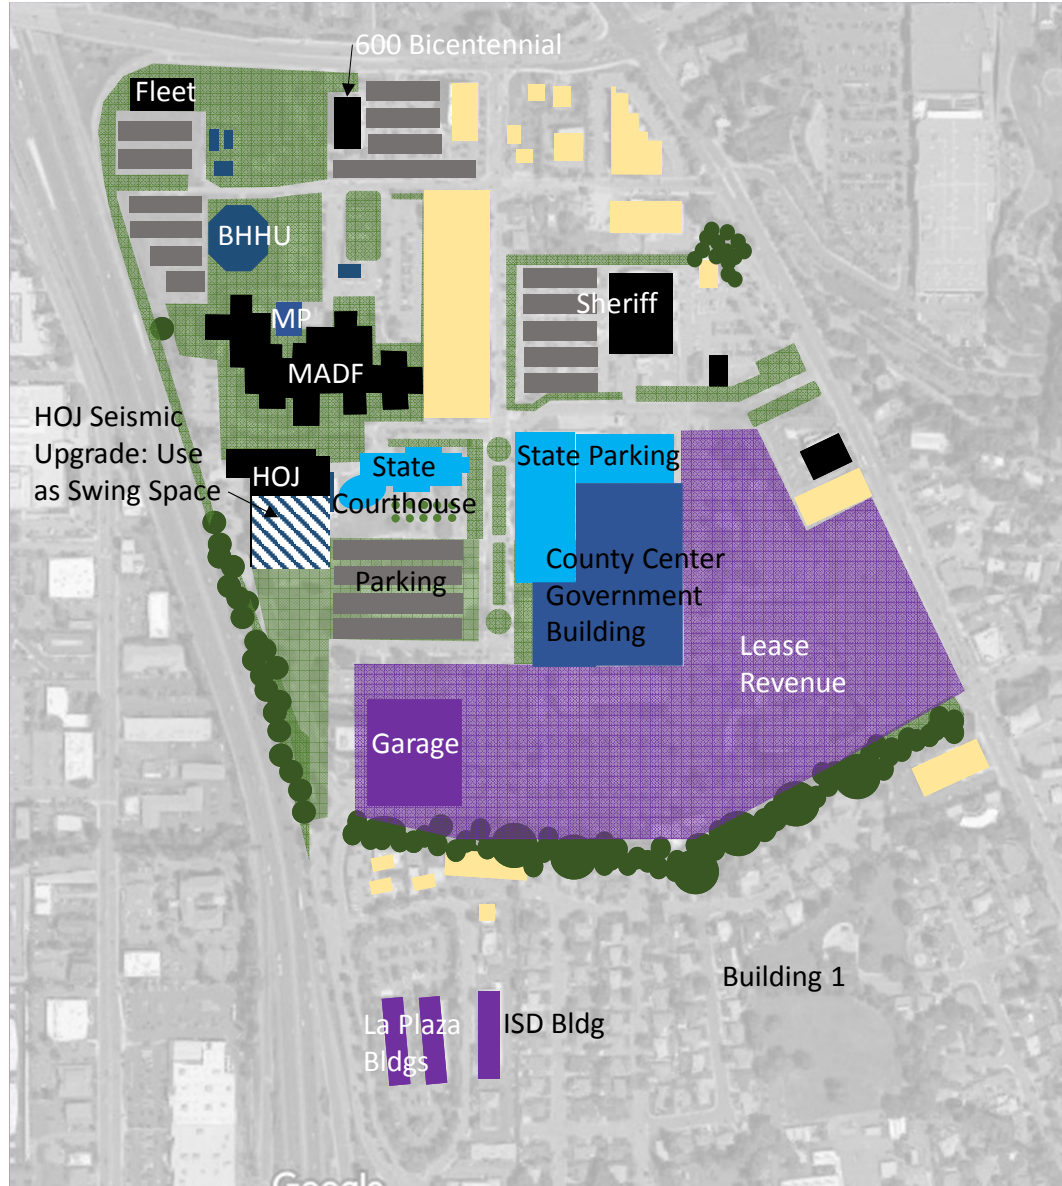 600 Bicentennial
Fleet
BHHU
MP
MADF
Sheriff
HOJ Seismic
Upgrade: Use
as Swing Space
HOJ
State
Courthouse
State Parking
Parking
County Center
Government
Building
Lease
Revenue
Garage
Building 1
La Plaza
Bldgs
ISD Bldg
Google